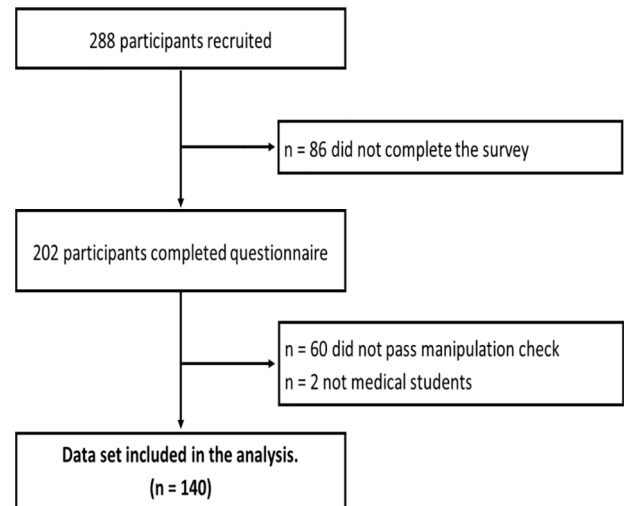 288 participants recruited
n = 86 did not complete the survey
202 participants completed questionnaire
n = 60 did not pass manipulation check
n = 2 not medical students
Data set included in the analysis.
(n = 140)